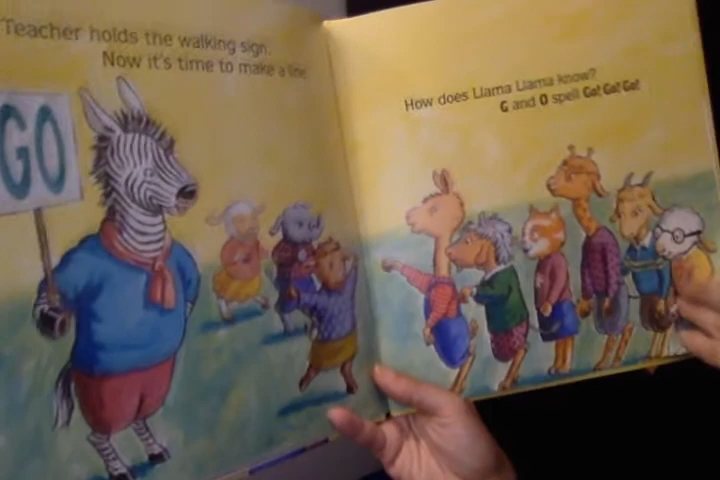 Teacher holds the walking sign.
Now it's time to make a line.
GO
How does Llama Llama know?
G and O spell Go! Go! Go!